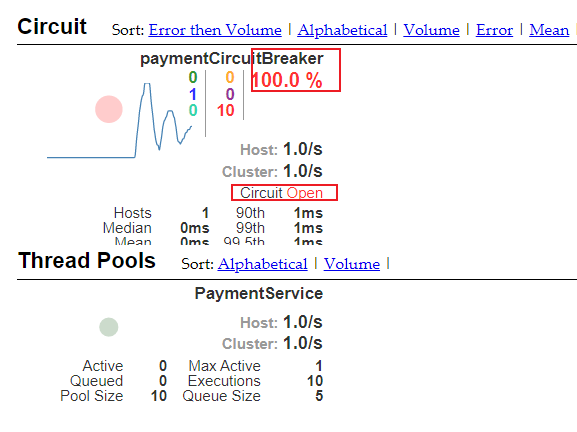 Circuit Sort: Error then Volume | Alphabetical | Volume | Error | Mean |
paymentCircuitBreaker
0 0 100.0 %
1 0
0 10
Host: 1.0/s
Cluster: 1.0/s
Circuit Open
Hosts 1 90th 1ms
Median 0ms 99th 1ms
Mean 0ms 99.5th 1ms
Thread Pools Sort: Alphabetical | Volume |
PaymentService
Host: 1.0/s
Cluster: 1.0/s
Active 0 Max Active 1
Queued 0 Executions 10
Pool Size 10 Queue Size 5